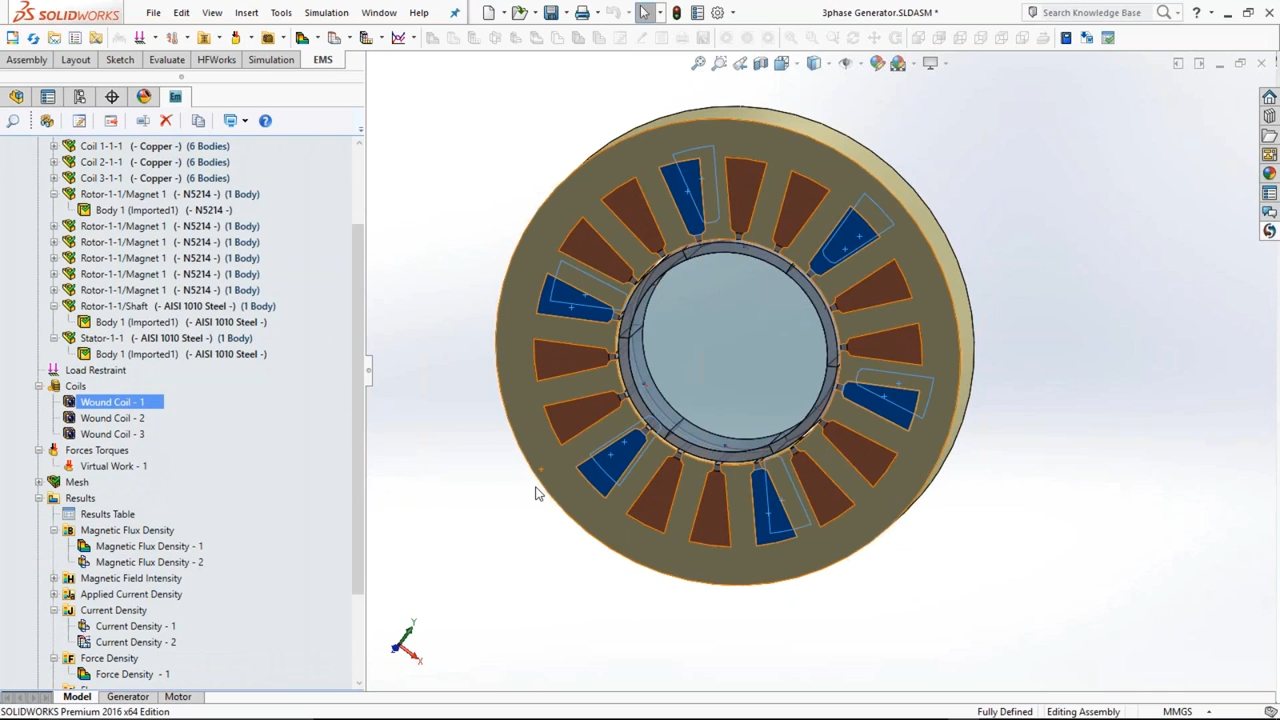 SOLIDWORKS File Edit View Insert Tools Simulation Window Help 3phase Generator.SLDASM * Search Knowledge Base ?
Assembly Layout Sketch Evaluate HFWorks Simulation EMS
Coil 1-1-1 (- Copper -) (6 Bodies)
Coil 2-1-1 (- Copper -) (6 Bodies)
Coil 3-1-1 (- Copper -) (6 Bodies)
Rotor-1-1/Magnet 1 (- N5214 -) (1 Body)
Body 1 (Imported1) (- N5214 -)
Rotor-1-1/Magnet 1 (- N5214 -) (1 Body)
Rotor-1-1/Magnet 1 (- N5214 -) (1 Body)
Rotor-1-1/Magnet 1 (- N5214 -) (1 Body)
Rotor-1-1/Magnet 1 (- N5214 -) (1 Body)
Rotor-1-1/Magnet 1 (- N5214 -) (1 Body)
Rotor-1-1/Shaft (- AISI 1010 Steel -) (1 Body)
Body 1 (Imported1) (- AISI 1010 Steel -)
Stator-1-1 (- AISI 1010 Steel -) (1 Body)
Body 1 (Imported1) (- AISI 1010 Steel -)
Load Restraint
Coils
Wound Coil - 1
Wound Coil - 2
Wound Coil - 3
Forces Torques
Virtual Work - 1
Mesh
Results
Results Table
Magnetic Flux Density
Magnetic Flux Density - 1
Magnetic Flux Density - 2
Magnetic Field Intensity
Applied Current Density
Current Density
Current Density - 1
Current Density - 2
Force Density
Force Density - 1
Y
X
Z
Model Generator Motor
SOLIDWORKS Premium 2016 x64 Edition Fully Defined Editing Assembly MMGS